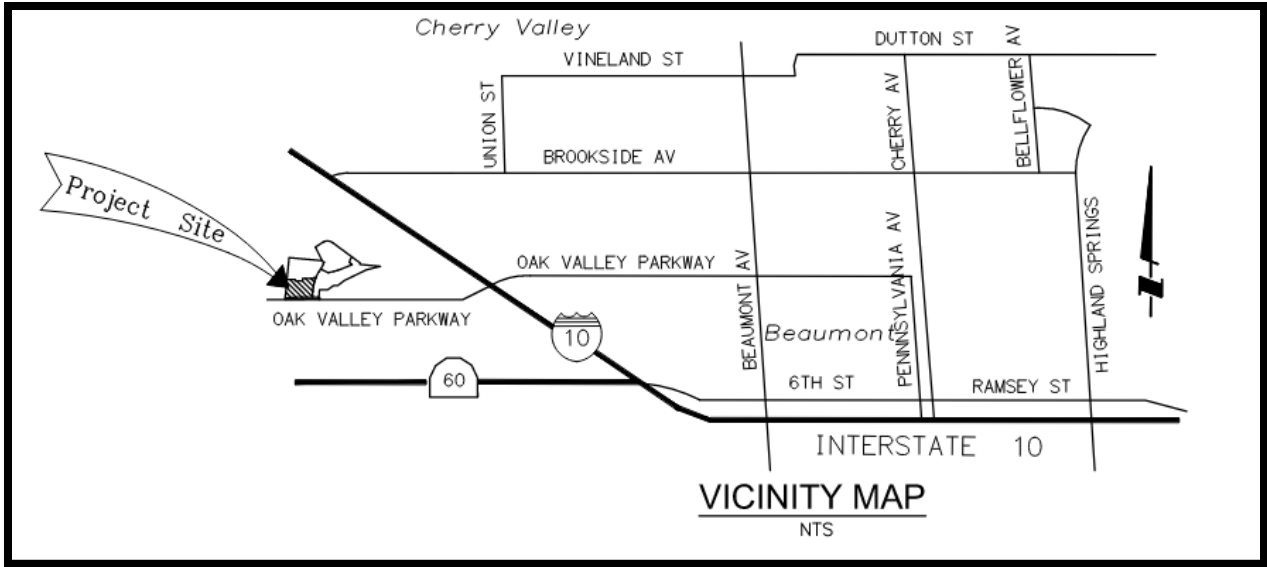 Cherry Valley
DUTTON ST
VINELAND ST
BELLFLOWER AV
CHERRY AV
UNION ST
BROOKSIDE AV
Project Site
HIGHLAND SPRINGS
PENNNSYLVANIA AV
OAK VALLEY PARKWAY
BEAUMONT AV
OAK VALLEY PARKWAY
10
Beaumont
60
6TH ST
RAMSEY ST
INTERSTATE 10
N
VICINITY MAP
NTS